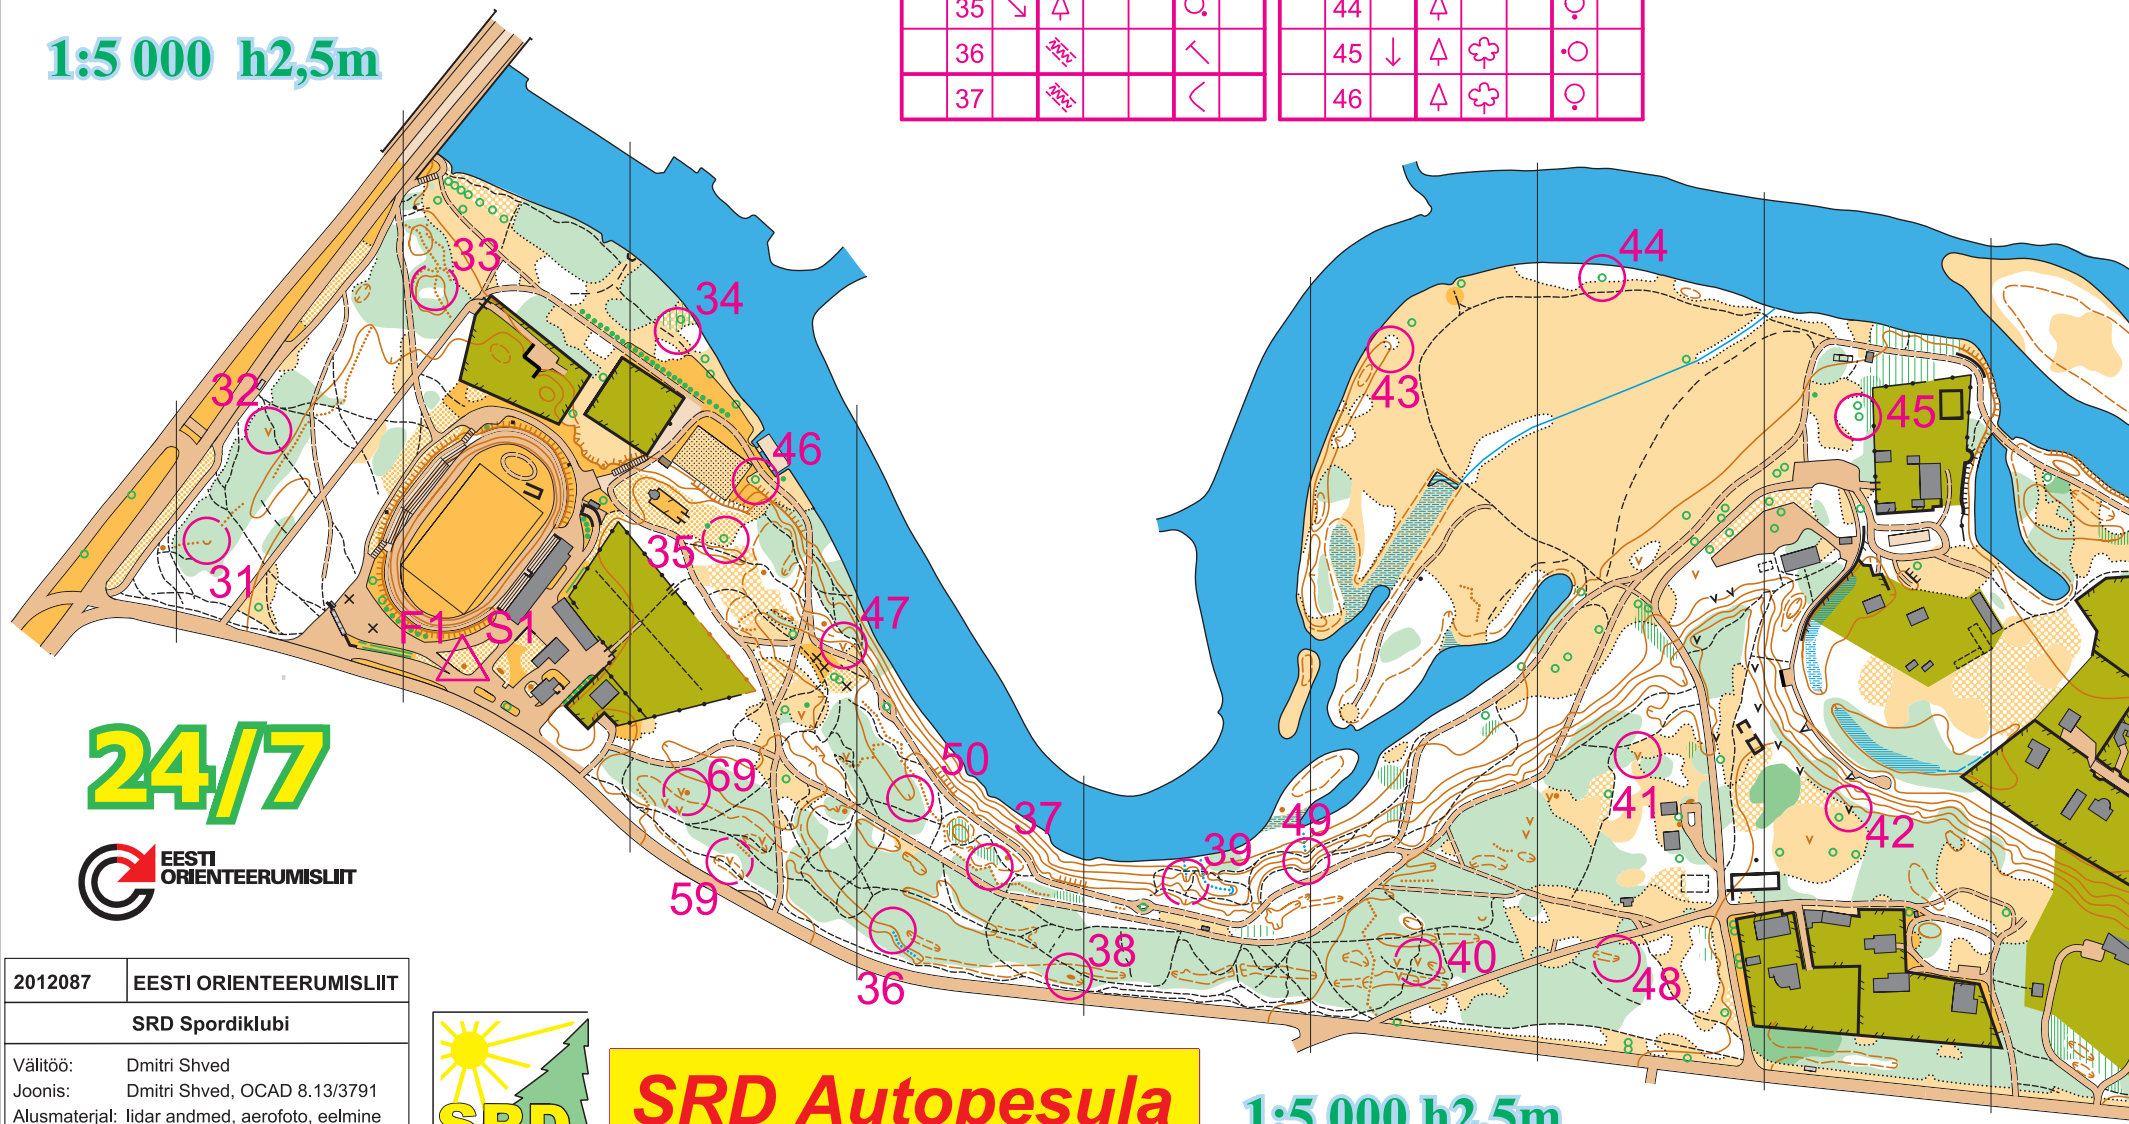 1:5 000 h2,5m
35
36
37
44
45
46
33
34
44
32
43
46
45
35
31
47
F1 S1
50
69
37
49
39
41
42
59
38
40
36
48
24/7
EESTI
ORIENTEERUMISLIIT
2012087 EESTI ORIENTEERUMISLIIT
SRD Spordiklubi
Välitöö: Dmitri Shved
Joonis: Dmitri Shved, OCAD 8.13/3791
Alusmaterjal: lidar andmed, aerofoto, eelmine
SRD
SRD Autopesula
1:5 000 h2,5m